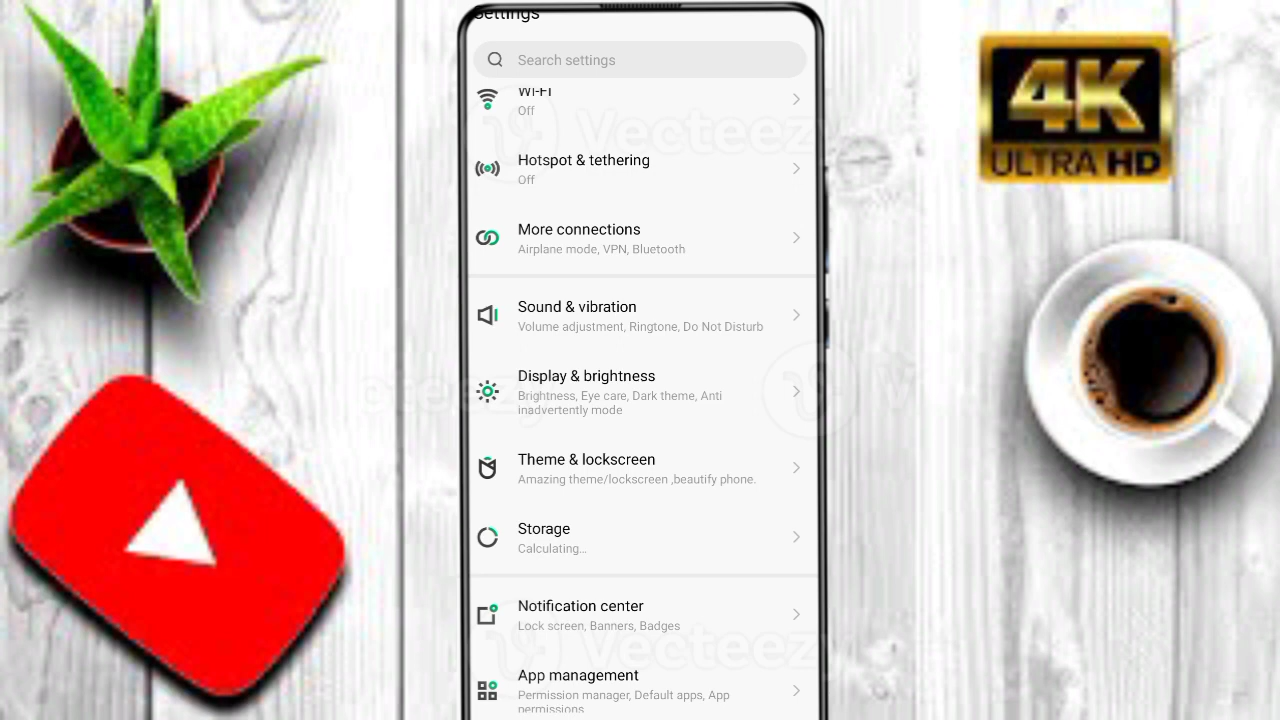 Settings
Search settings
Wi-Fi
Off
Hotspot & tethering
Off
More connections
Airplane mode, VPN, Bluetooth
Sound & vibration
Volume adjustment, Ringtone, Do Not Disturb
Display & brightness
Brightness, Eye care, Dark theme, Anti
inadvertently mode
Theme & lockscreen
Amazing theme/lockscreen ,beautify phone.
Storage
Calculating...
Notification center
Lock screen, Banners, Badges
App management
Permission manager, Default apps, App
permissions
4K
ULTRA HD
Vecteezy
Vecteezy